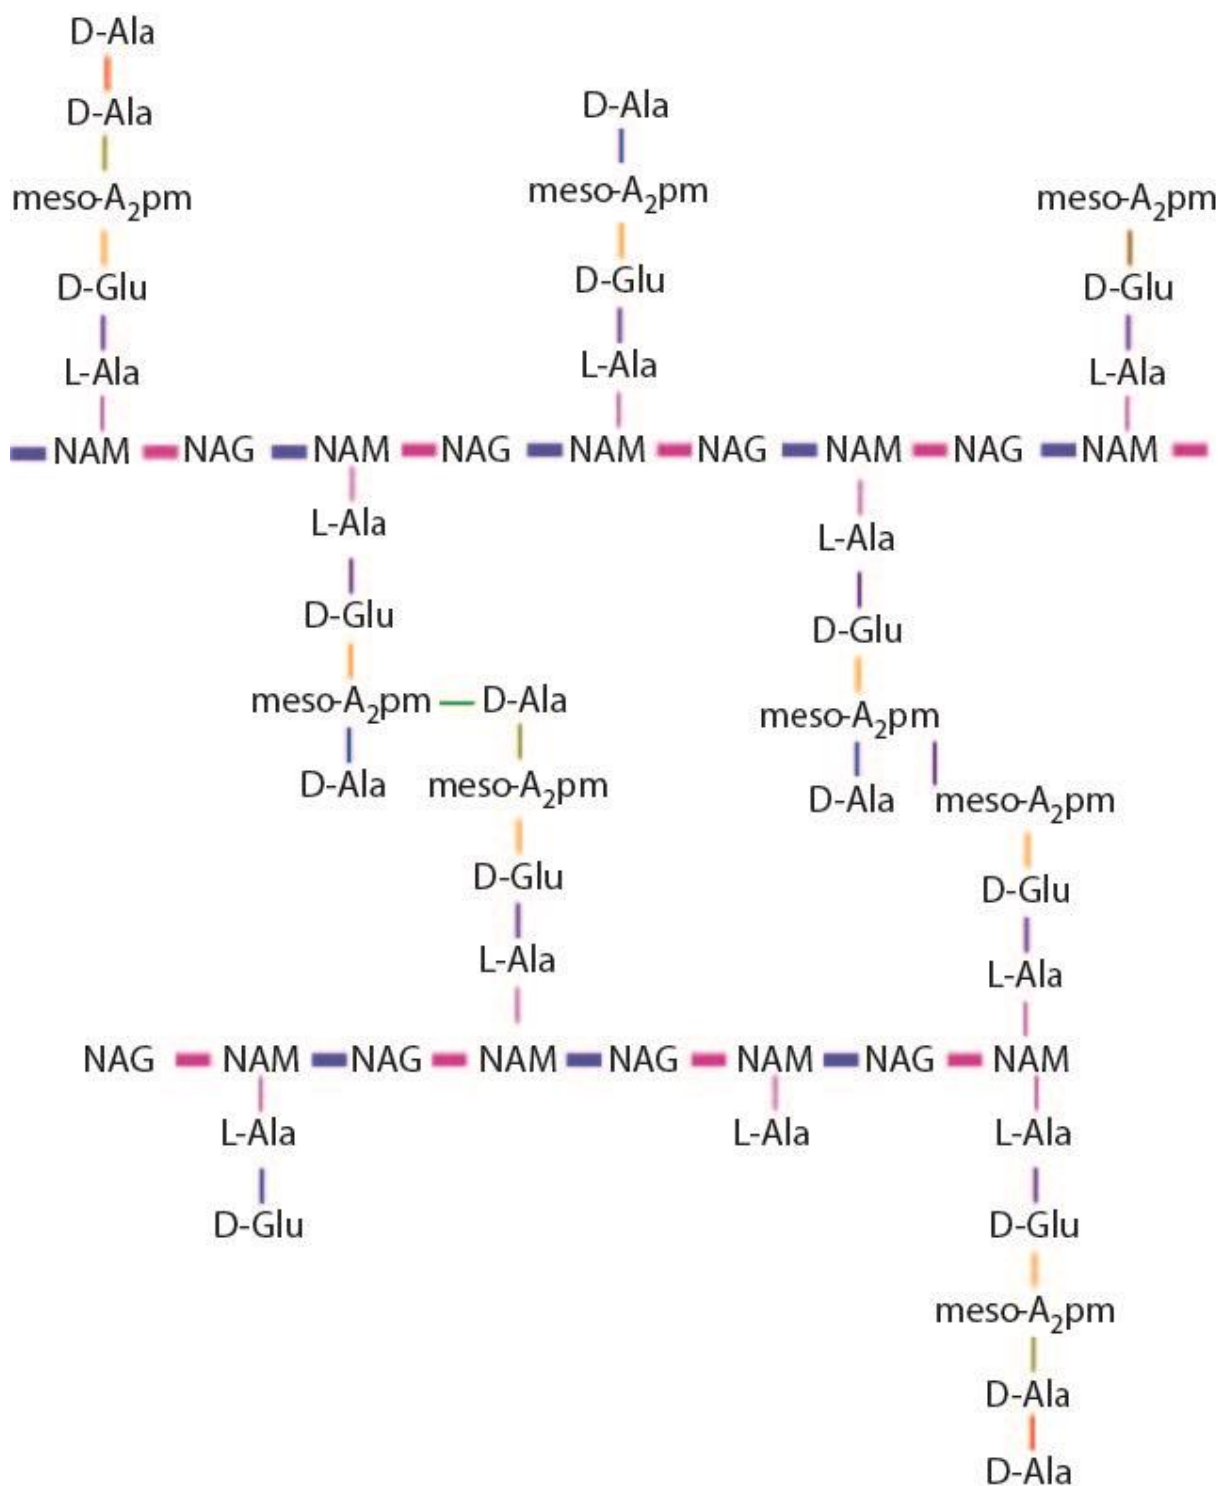 D-Ala
D-Ala D-Ala
meso-A₂pm meso-A₂pm meso-A₂pm
D-Glu D-Glu D-Glu
L-Ala L-Ala L-Ala
NAM NAG NAM NAG NAM NAG NAM NAG NAM
L-Ala L-Ala
D-Glu D-Glu
meso-A₂pm D-Ala meso-A₂pm
D-Ala meso-A₂pm D-Ala meso-A₂pm
D-Glu D-Glu
L-Ala L-Ala
NAG NAM NAG NAM NAG NAM NAG NAM
L-Ala L-Ala L-Ala
D-Glu D-Glu
meso-A₂pm
D-Ala
D-Ala